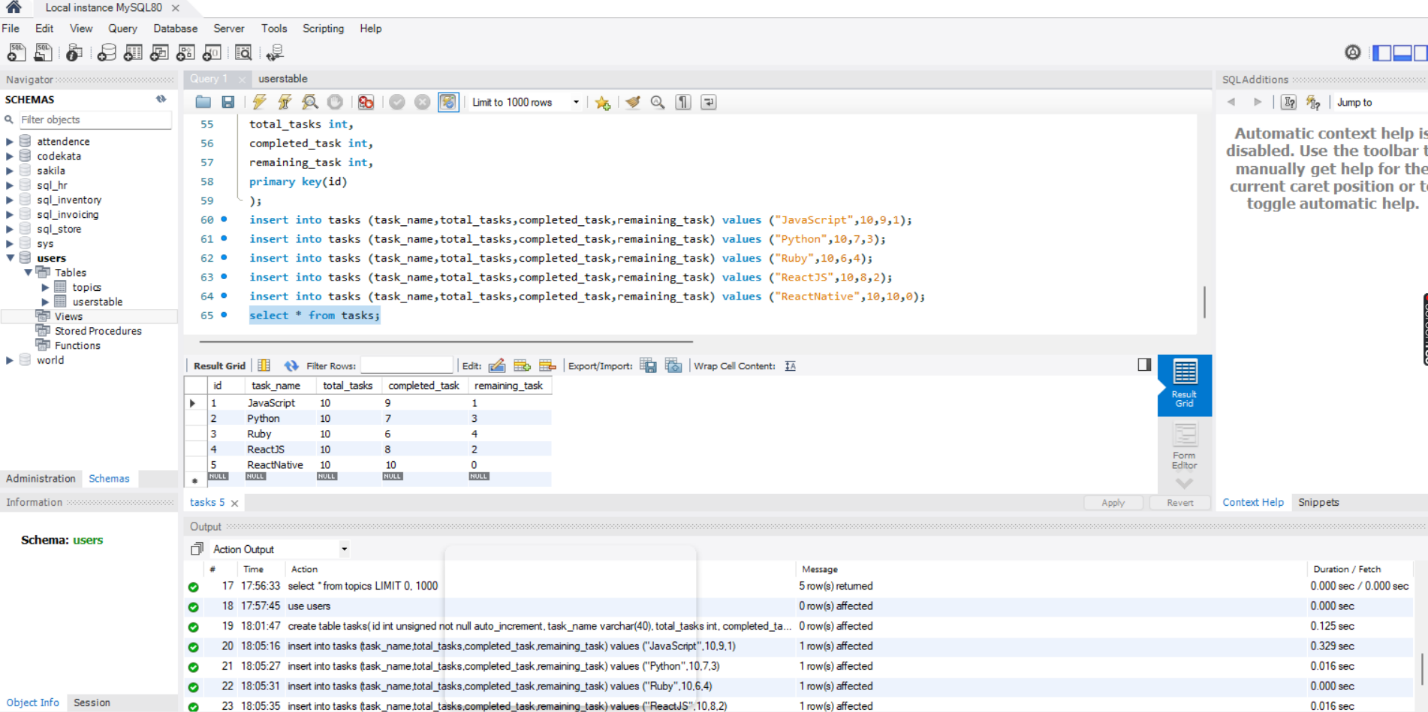 Local instance MySQL80
File Edit View Query Database Server Tools Scripting Help
Navigator
SCHEMAS
Filter objects
attendence
codekata
sakila
sql_hr
sql_inventory
sql_invoicing
sql_store
sys
users
Tables
topics
userstable
Views
Stored Procedures
Functions
world
Administration Schemas
Information
Schema: users
Object Info Session
Query 1 userstable
Limit to 1000 rows
55 total_tasks int,
56 completed_task int,
57 remaining_task int,
58 primary key(id)
59 );
60 insert into tasks (task_name,total_tasks,completed_task,remaining_task) values ("JavaScript",10,9,1);
61 insert into tasks (task_name,total_tasks,completed_task,remaining_task) values ("Python",10,7,3);
62 insert into tasks (task_name,total_tasks,completed_task,remaining_task) values ("Ruby",10,6,4);
63 insert into tasks (task_name,total_tasks,completed_task,remaining_task) values ("ReactJS",10,8,2);
64 insert into tasks (task_name,total_tasks,completed_task,remaining_task) values ("ReactNative",10,10,0);
65 select * from tasks;
Result Grid Filter Rows: Edit: Export/Import: Wrap Cell Content:
id task_name total_tasks completed_task remaining_task
1 JavaScript 10 9 1
2 Python 10 7 3
3 Ruby 10 6 4
4 ReactJS 10 8 2
5 ReactNative 10 10 0
NULL NULL NULL NULL NULL
Result
Grid
Form
Editor
tasks 5 Apply Revert
SQLAdditions
Jump to
Automatic context help is
disabled. Use the toolbar t
manually get help for the
current caret position or to
toggle automatic help.
Context Help Snippets
Output
Action Output
# Time Action Message Duration / Fetch
17 17:56:33 select * from topics LIMIT 0, 1000 5 row(s) returned 0.000 sec / 0.000 sec
18 17:57:45 use users 0 row(s) affected 0.000 sec
19 18:01:47 create table tasks( id int unsigned not null auto_increment, task_name varchar(40), total_tasks int, completed_ta... 0 row(s) affected 0.125 sec
20 18:05:16 insert into tasks (task_name,total_tasks,completed_task,remaining_task) values ("JavaScript",10,9,1) 1 row(s) affected 0.329 sec
21 18:05:27 insert into tasks (task_name,total_tasks,completed_task,remaining_task) values ("Python",10,7,3) 1 row(s) affected 0.016 sec
22 18:05:31 insert into tasks (task_name,total_tasks,completed_task,remaining_task) values ("Ruby",10,6,4) 1 row(s) affected 0.000 sec
23 18:05:35 insert into tasks (task_name,total_tasks,completed_task,remaining_task) values ("ReactJS",10,8,2) 1 row(s) affected 0.016 sec